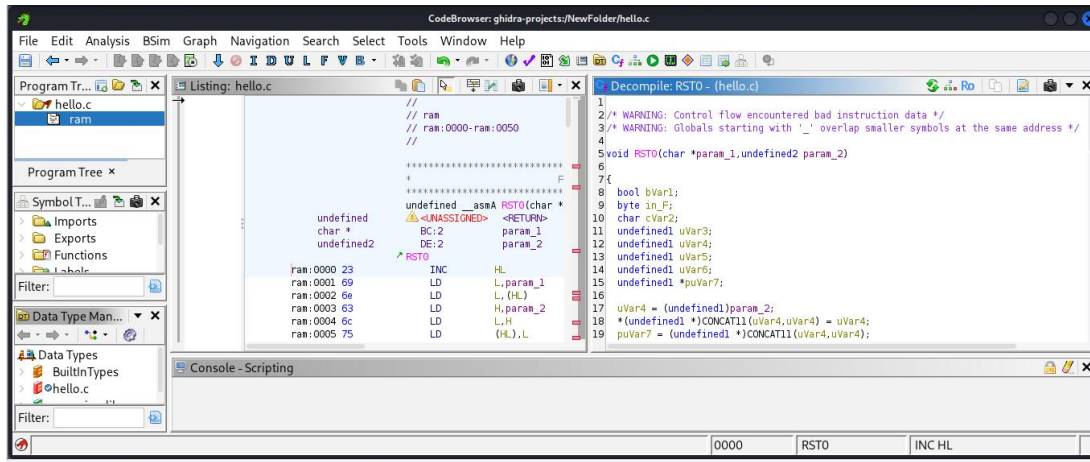 CodeBrowser: ghidra-projects:/NewFolder/hello.c
File Edit Analysis BSim Graph Navigation Search Select Tools Window Help
I D U L F V B
Program Tr...
hello.c
ram
Program Tree ×
Symbol T...
Imports
Exports
Functions
Labels
Filter:
Data Type Man...
Data Types
BuiltInTypes
hello.c
Filter:
Listing: hello.c
//
// ram
// ram:0000-ram:0050
//
*****************************
* F
*****************************
undefined __asmA RST0(char *
undefined <UNASSIGNED> <RETURN>
char * BC:2 param_1
undefined2 DE:2 param_2
RST0
ram:0000 23 INC HL
ram:0001 69 LD L,param_1
ram:0002 6e LD L,(HL)
ram:0003 63 LD H,param_2
ram:0004 6c LD L,H
ram:0005 75 LD (HL),L
Decompile: RST0 - (hello.c)
Ro
1
2 /* WARNING: Control flow encountered bad instruction data */
3 /* WARNING: Globals starting with '_' overlap smaller symbols at the same address */
4
5 void RST0(char *param_1,undefined2 param_2)
6
7 {
8 bool bVar1;
9 byte in_F;
10 char cVar2;
11 undefined1 uVar3;
12 undefined1 uVar4;
13 undefined1 uVar5;
14 undefined1 uVar6;
15 undefined1 *puVar7;
16
17 uVar4 = (undefined1)param_2;
18 *(undefined1 *)CONCAT11(uVar4,uVar4) = uVar4;
19 puVar7 = (undefined1 *)CONCAT11(uVar4,uVar4);
Console - Scripting
0000 RST0 INC HL